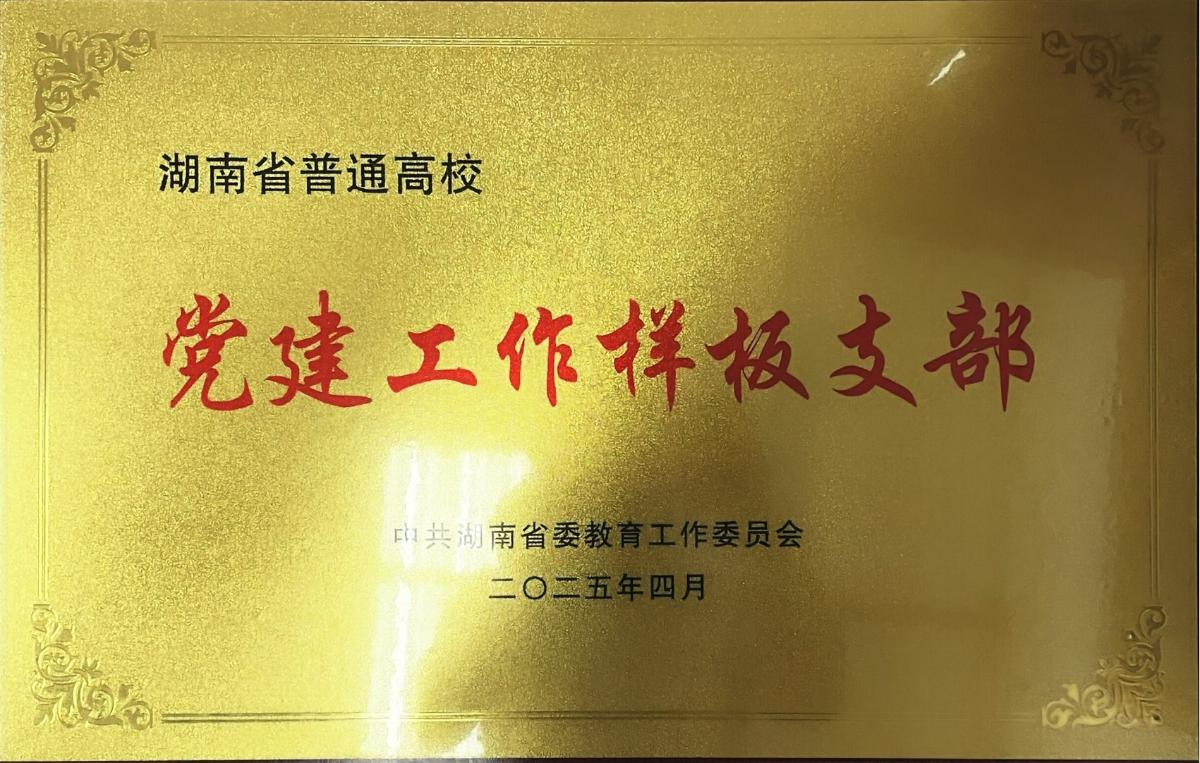 湖南省普通高校
党建工作样板支部
中共湖南省委教育工作委员会
二〇二五年四月